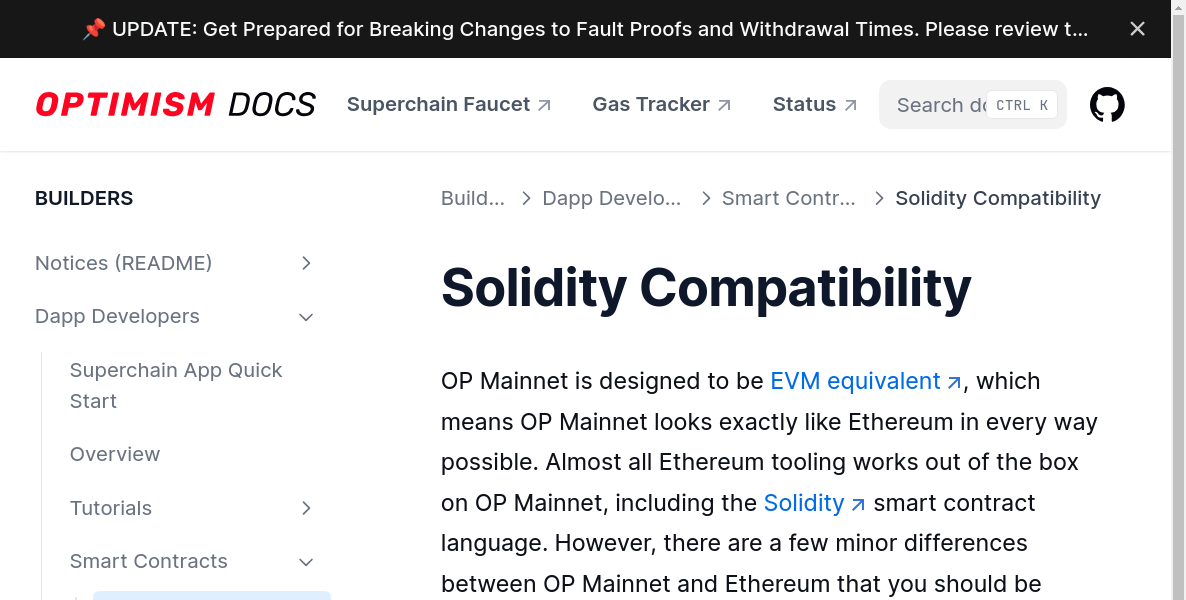 📌 UPDATE: Get Prepared for Breaking Changes to Fault Proofs and Withdrawal Times. Please review t...
OPTIMISM DOCS
Superchain Faucet
Gas Tracker
Status
Search do
CTRL K
BUILDERS
Notices (README)
Dapp Developers
Superchain App Quick
Start
Overview
Tutorials
Smart Contracts
Build... > Dapp Develo... > Smart Contr... > Solidity Compatibility
Solidity Compatibility
OP Mainnet is designed to be EVM equivalent ↗, which
means OP Mainnet looks exactly like Ethereum in every way
possible. Almost all Ethereum tooling works out of the box
on OP Mainnet, including the Solidity ↗ smart contract
language. However, there are a few minor differences
between OP Mainnet and Ethereum that you should be